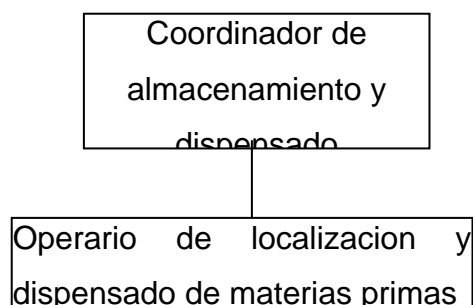 Coordinador de
almacenamiento y
dispensado
Operario de localizacion y
dispensado de materias primas